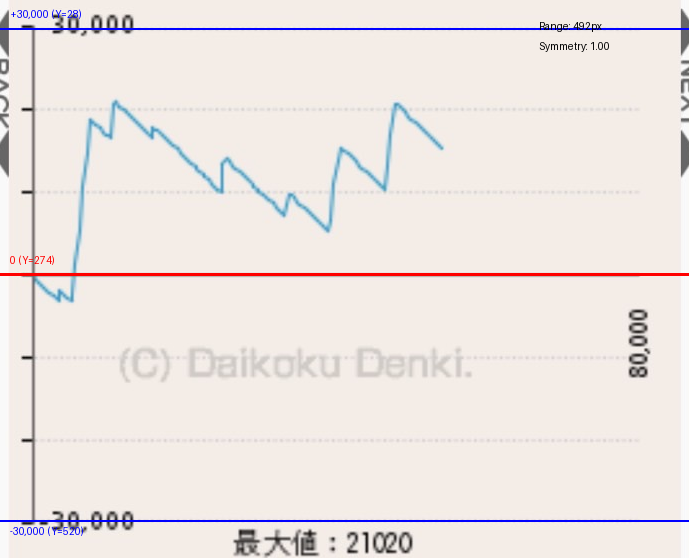 +30,000 (Y=28)
30,000
Range: 492px
Symmetry: 1.00
BACK
NEXT
0 (Y=274)
80,000
(C) Daikoku Denki.
-30,000
-30,000 (Y=520)
最大値：21020